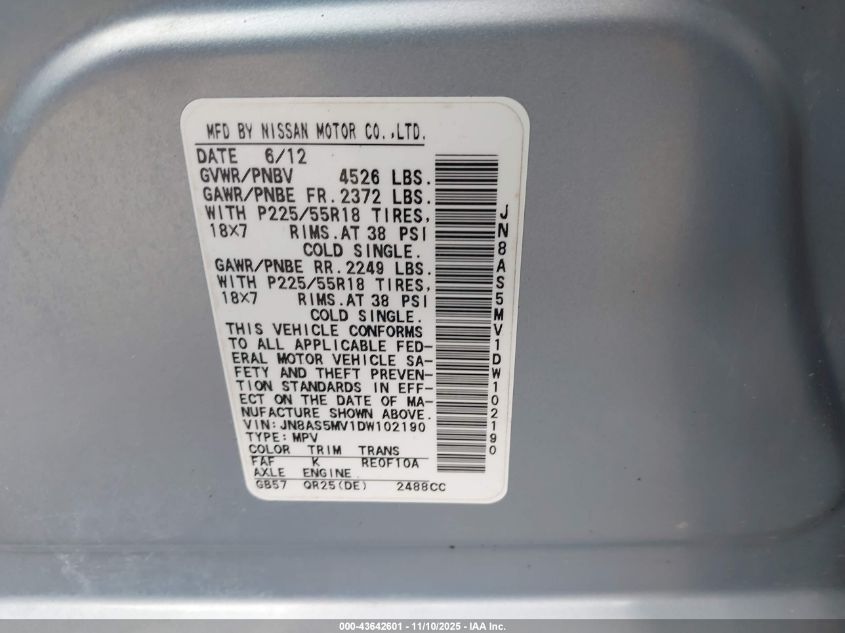 MFD BY NISSAN MOTOR CO.,LTD.
DATE 6/12
GVWR/PNBV 4526 LBS.
GAWR/PNBE FR.2372 LBS.
WITH P225/55R18 TIRES,
18X7 RIMS.AT 38 PSI
COLD SINGLE.
GAWR/PNBE RR.2249 LBS.
WITH P225/55R18 TIRES,
18X7 RIMS.AT 38 PSI
COLD SINGLE.
THIS VEHICLE CONFORMS
TO ALL APPLICABLE FED-
ERAL MOTOR VEHICLE SA-
FETY AND THEFT PREVEN-
TION STANDARDS IN EFF-
ECT ON THE DATE OF MA-
NUFACTURE SHOWN ABOVE.
VIN: JN8AS5MV1DW102190
TYPE: MPV
COLOR TRIM TRANS
FAF K RE0F10A
AXLE ENGINE
GB57 QR25(DE) 2488CC
JN8AS5MV1DW102190
000-43642601 - 11/10/2025 - IAA Inc.